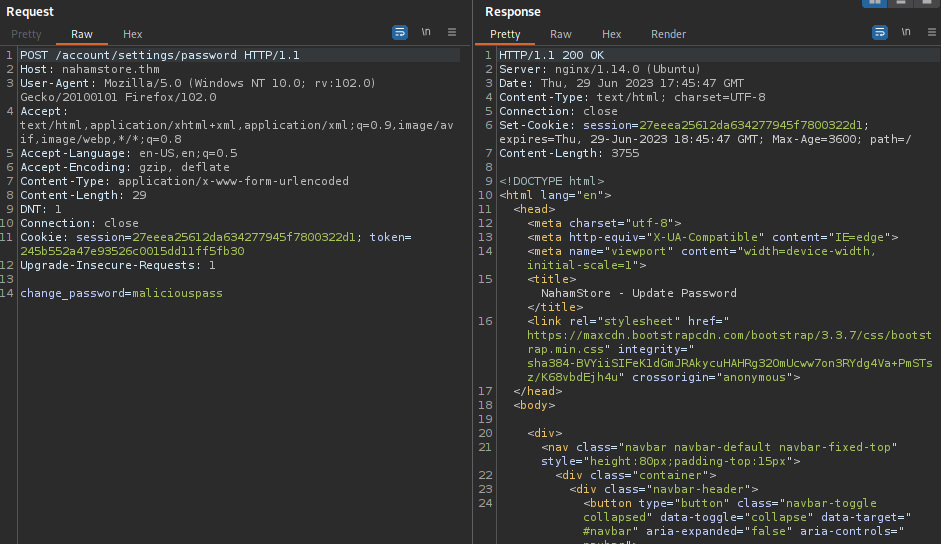 Request
Pretty Raw Hex \n
1 POST /account/settings/password HTTP/1.1
2 Host: nahamstore.thm
3 User-Agent: Mozilla/5.0 (Windows NT 10.0; rv:102.0)
Gecko/20100101 Firefox/102.0
4 Accept:
text/html,application/xhtml+xml,application/xml;q=0.9,image/av
if,image/webp,*/*;q=0.8
5 Accept-Language: en-US,en;q=0.5
6 Accept-Encoding: gzip, deflate
7 Content-Type: application/x-www-form-urlencoded
8 Content-Length: 29
9 DNT: 1
10 Connection: close
11 Cookie: session=27eeea25612da634277945f7800322d1; token=
245b552a47e93526c0015dd11ff5fb30
12 Upgrade-Insecure-Requests: 1
13
14 change_password=maliciouspass
Response
Pretty Raw Hex Render \n
1 HTTP/1.1 200 OK
2 Server: nginx/1.14.0 (Ubuntu)
3 Date: Thu, 29 Jun 2023 17:45:47 GMT
4 Content-Type: text/html; charset=UTF-8
5 Connection: close
6 Set-Cookie: session=27eeea25612da634277945f7800322d1;
expires=Thu, 29-Jun-2023 18:45:47 GMT; Max-Age=3600; path=/
7 Content-Length: 3755
8
9 <!DOCTYPE html>
10 <html lang="en">
11 <head>
12 <meta charset="utf-8">
13 <meta http-equiv="X-UA-Compatible" content="IE=edge">
14 <meta name="viewport" content="width=device-width,
initial-scale=1">
15 <title>
NahamStore - Update Password
</title>
16 <link rel="stylesheet" href="
https://maxcdn.bootstrapcdn.com/bootstrap/3.3.7/css/bootst
rap.min.css" integrity="
sha384-BVYiiSIFeK1dGmJRAkycuHAHRg32OmUcww7on3RYdg4Va+PmSTs
z/K68vbdEjh4u" crossorigin="anonymous">
17 </head>
18 <body>
19
20 <div>
21 <nav class="navbar navbar-default navbar-fixed-top"
style="height:80px;padding-top:15px">
22 <div class="container">
23 <div class="navbar-header">
24 <button type="button" class="navbar-toggle
collapsed" data-toggle="collapse" data-target="
#navbar" aria-expanded="false" aria-controls="